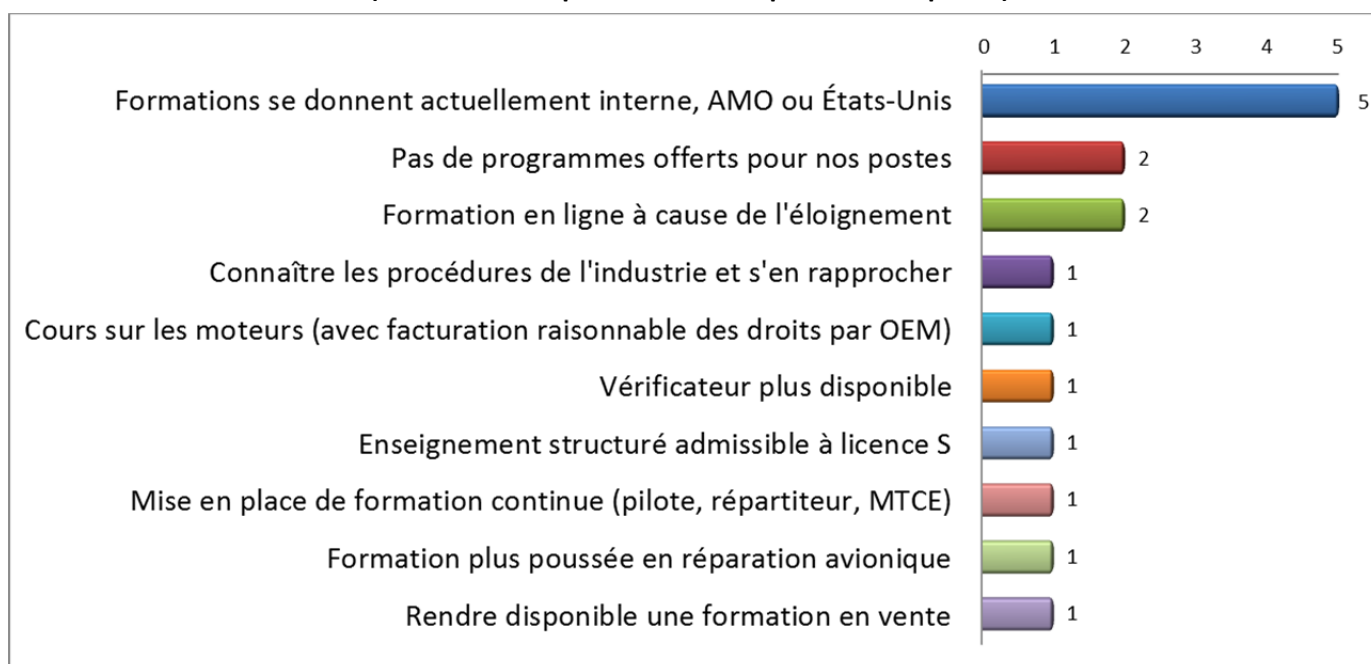 0 1 2 3 4 5
Formations se donnent actuellement interne, AMO ou États-Unis 5
Pas de programmes offerts pour nos postes 2
Formation en ligne à cause de l'éloignement 2
Connaître les procédures de l'industrie et s'en rapprocher 1
Cours sur les moteurs (avec facturation raisonnable des droits par OEM) 1
Vérificateur plus disponible 1
Enseignement structuré admissible à licence S 1
Mise en place de formation continue (pilote, répartiteur, MTCE) 1
Formation plus poussée en réparation avionique 1
Rendre disponible une formation en vente 1